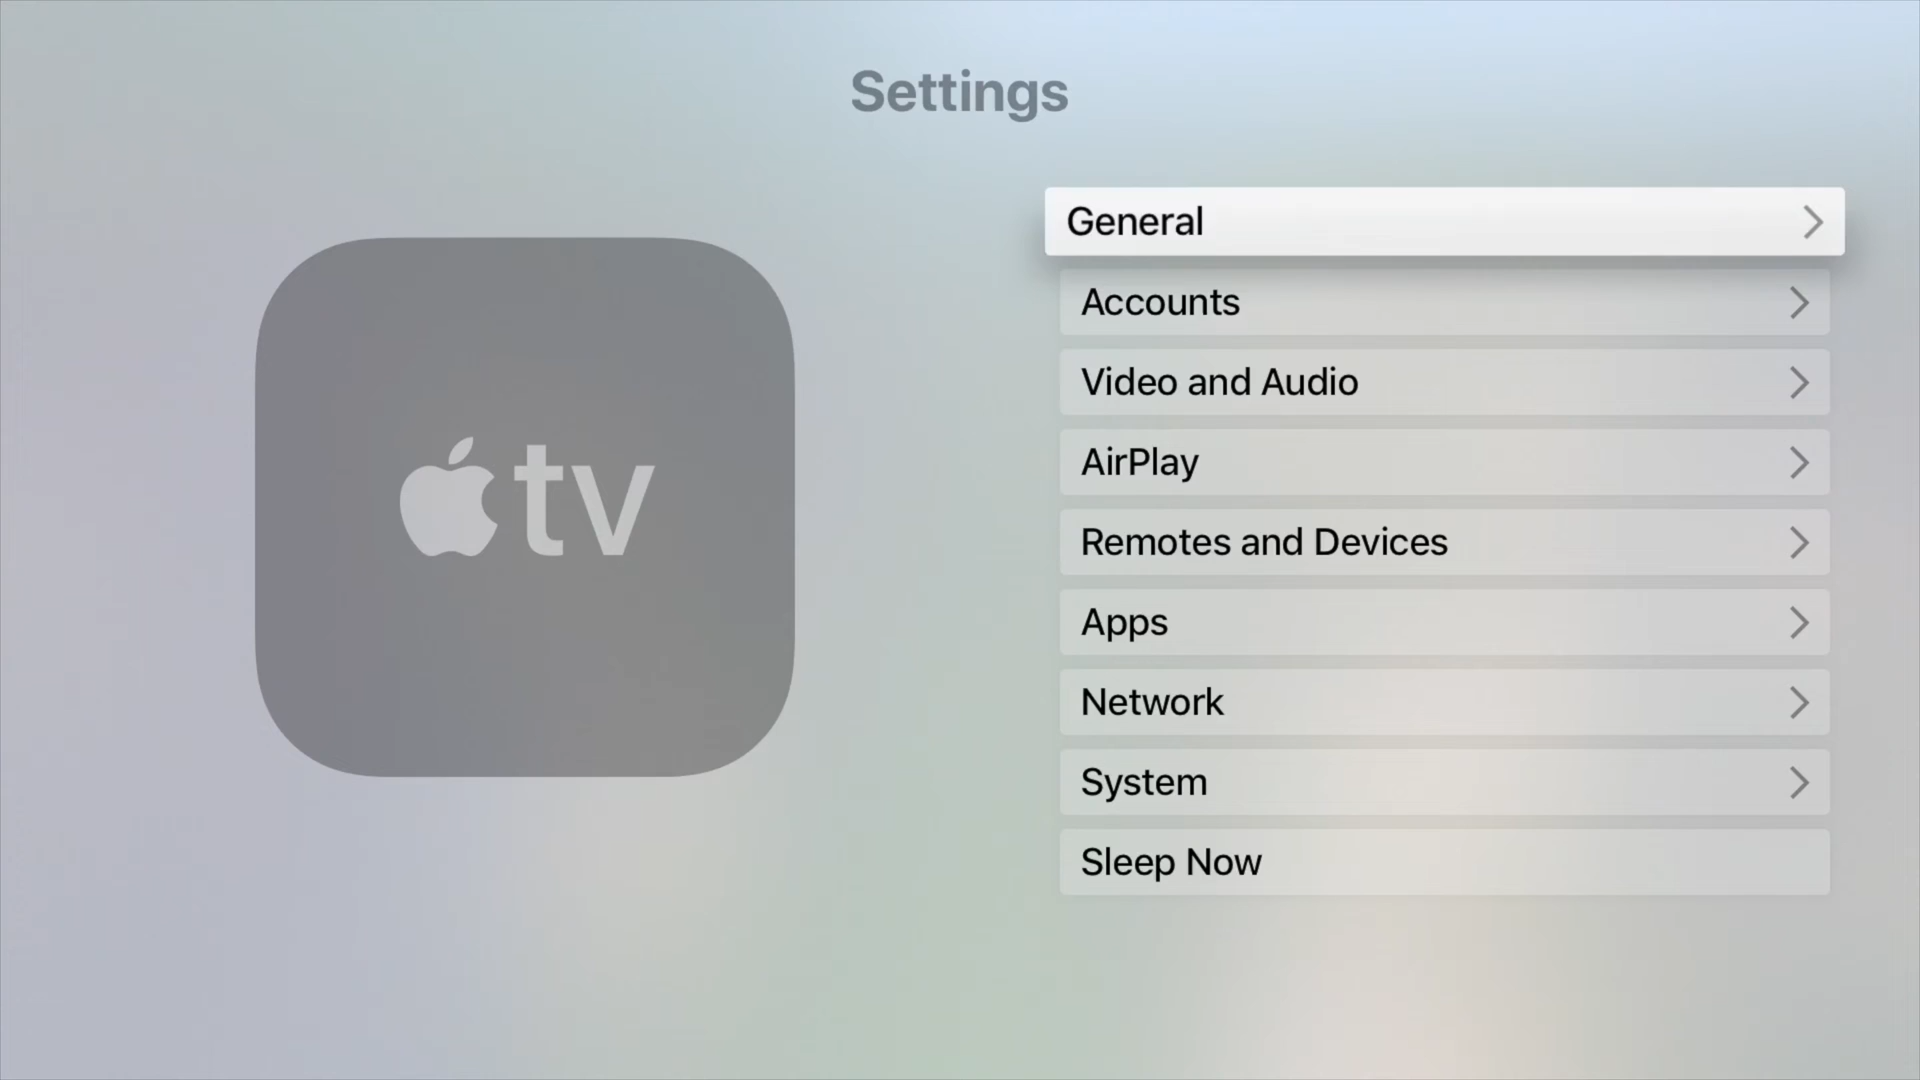 Settings
tv
General
Accounts
Video and Audio
AirPlay
Remotes and Devices
Apps
Network
System
Sleep Now